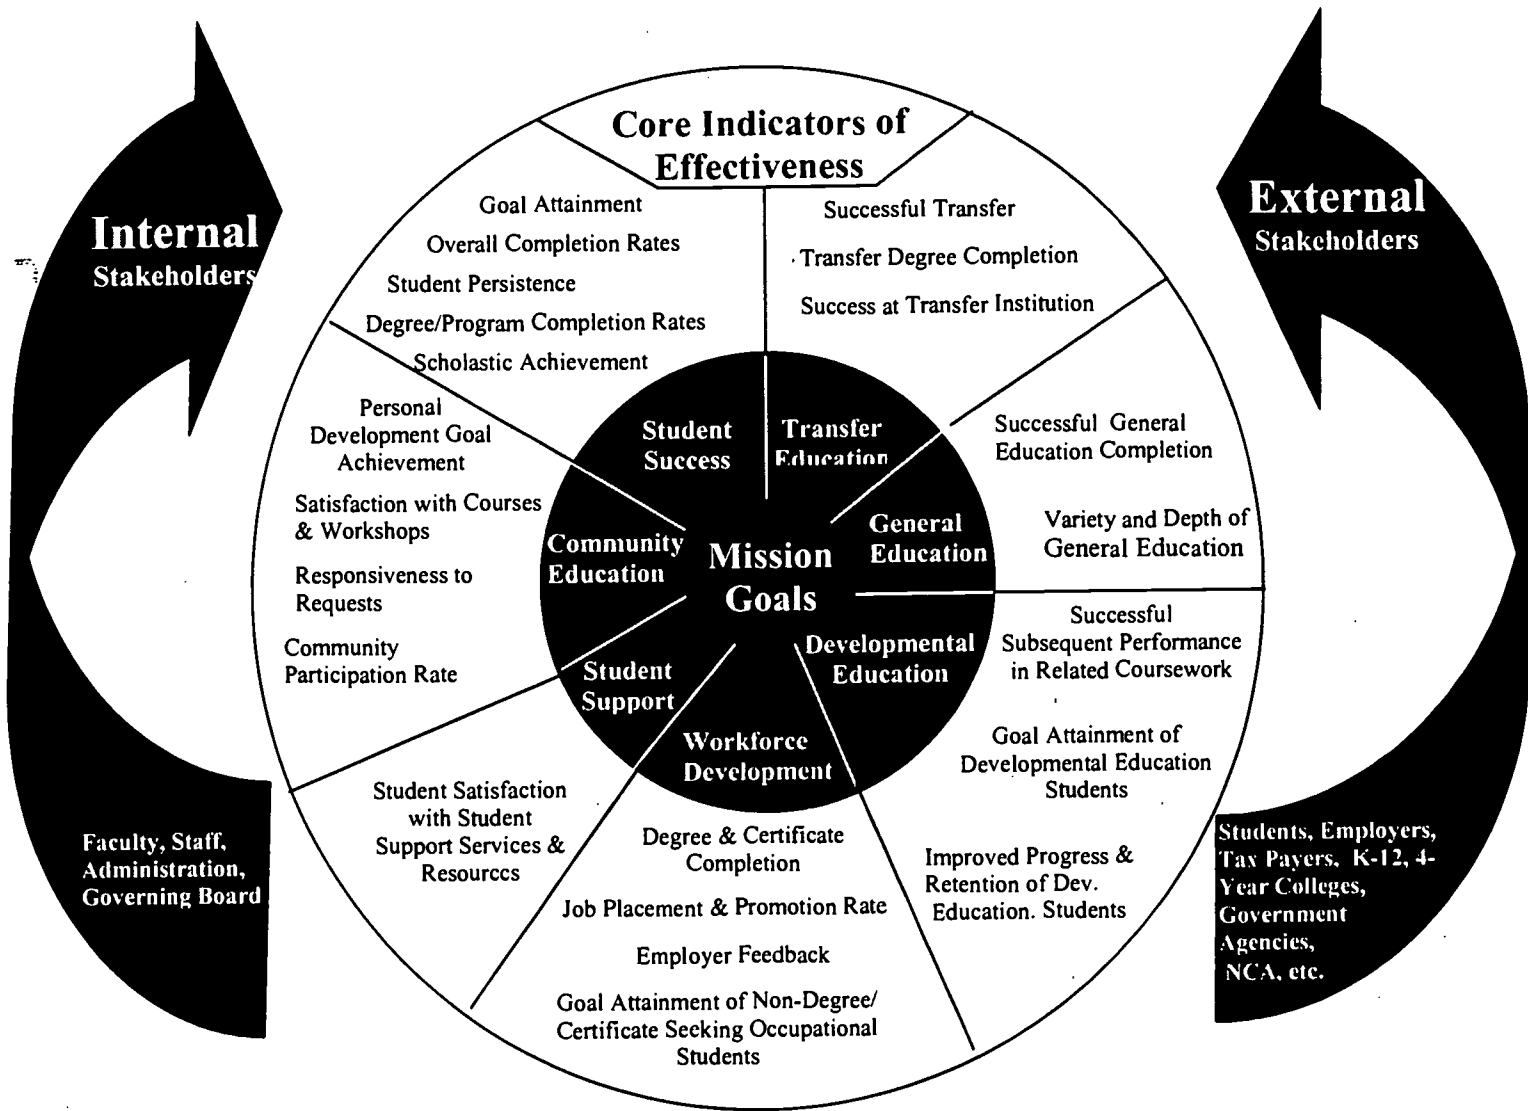 Core Indicators of
Effectiveness
Internal
Stakeholders
External
Stakeholders
Goal Attainment
Overall Completion Rates
Student Persistence
Degree/Program Completion Rates
Scholastic Achievement
Successful Transfer
Transfer Degree Completion
Success at Transfer Institution
Personal
Development Goal
Achievement
Satisfaction with Courses
& Workshops
Responsiveness to
Requests
Community
Participation Rate
Student
Success
Transfer
Education
Successful General
Education Completion
Variety and Depth of
General Education
Community
Education
Mission
Goals
General
Education
Student
Support
Developmental
Education
Workforce
Development
Successful
Subsequent Performance
in Related Coursework
Goal Attainment of
Developmental Education
Students
Improved Progress &
Retention of Dev.
Education. Students
Student Satisfaction
with Student
Support Services &
Resources
Degree & Certificate
Completion
Job Placement & Promotion Rate
Employer Feedback
Goal Attainment of Non-Degree/
Certificate Seeking Occupational
Students
Faculty, Staff,
Administration,
Governing Board
Students, Employers,
Tax Payers, K-12, 4-
Year Colleges,
Government
Agencies,
NCA, etc.